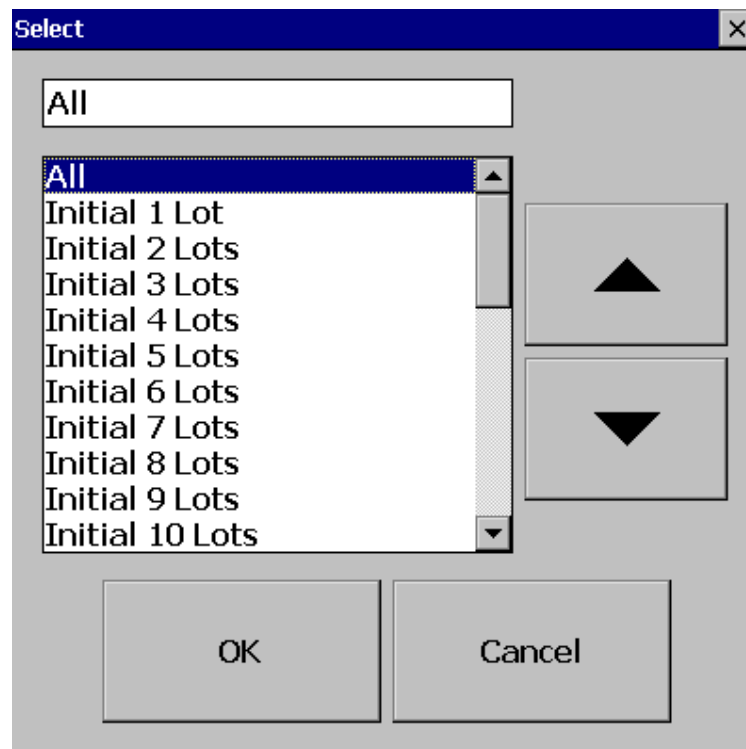 Select
All
All
Initial 1 Lot
Initial 2 Lots
Initial 3 Lots
Initial 4 Lots
Initial 5 Lots
Initial 6 Lots
Initial 7 Lots
Initial 8 Lots
Initial 9 Lots
Initial 10 Lots
OK Cancel